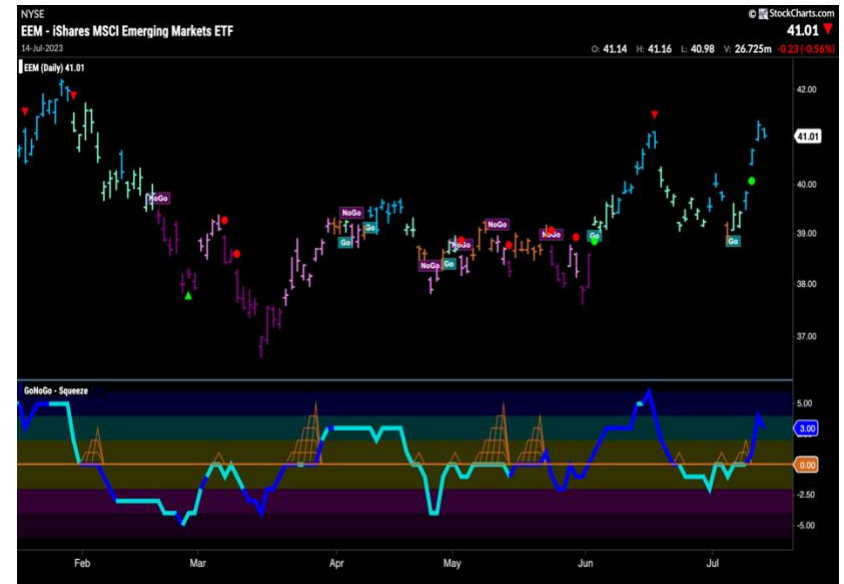 NYSE
© StockCharts.com
EEM - iShares MSCI Emerging Markets ETF
41.01
14-Jul-2023
O: 41.14 H: 41.16 L: 40.98 V: 26.725m -0.23 (-0.56%)
EEM (Daily) 41.01
42.00
41.01
40.00
39.00
38.00
37.00
NoGo
NoGo
Go
Go
NoGo
NoGo
Go
NoGo
NoGo
Go
Go
GoNoGo - Squeeze
5.00
3.00
0.00
-2.50
-5.00
Feb Mar Apr May Jun Jul